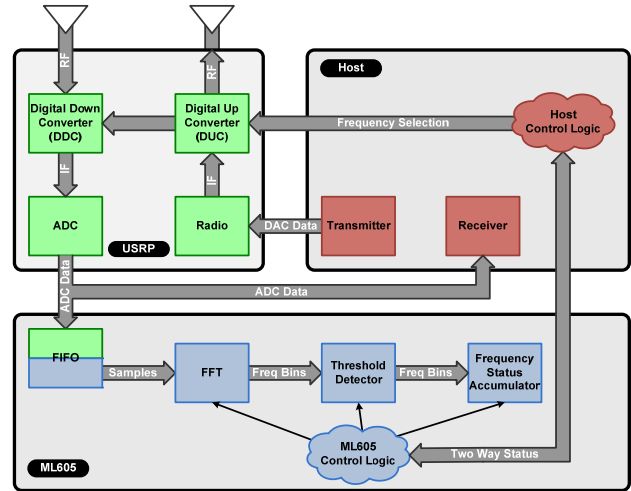 RF
RF
Host
Digital Down
Converter
(DDC)
Digital Up
Converter
(DUC)
Frequency Selection
Host
Control Logic
IF
IF
ADC
Radio
DAC Data
Transmitter
Receiver
USRP
ADC Data
ADC Data
FIFO
Samples
FFT
Freq Bins
Threshold
Detector
Freq Bins
Frequency
Status
Accumulator
ML605
Control Logic
Two Way Status
ML605